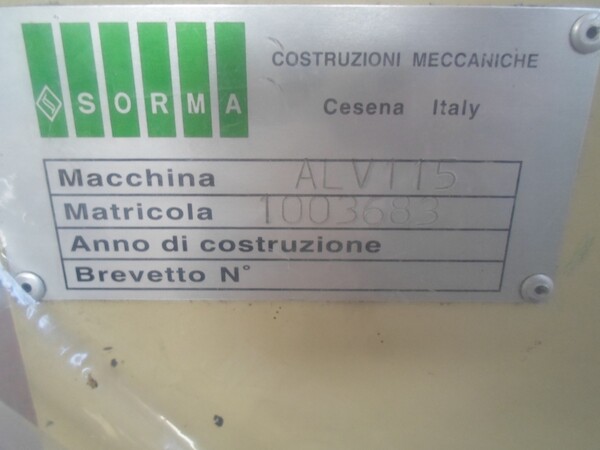 COSTRUZIONI MECCANICHE
SORMA
Cesena Italy
Macchina ALV115
Matricola 1003683
Anno di costruzione
Brevetto N°